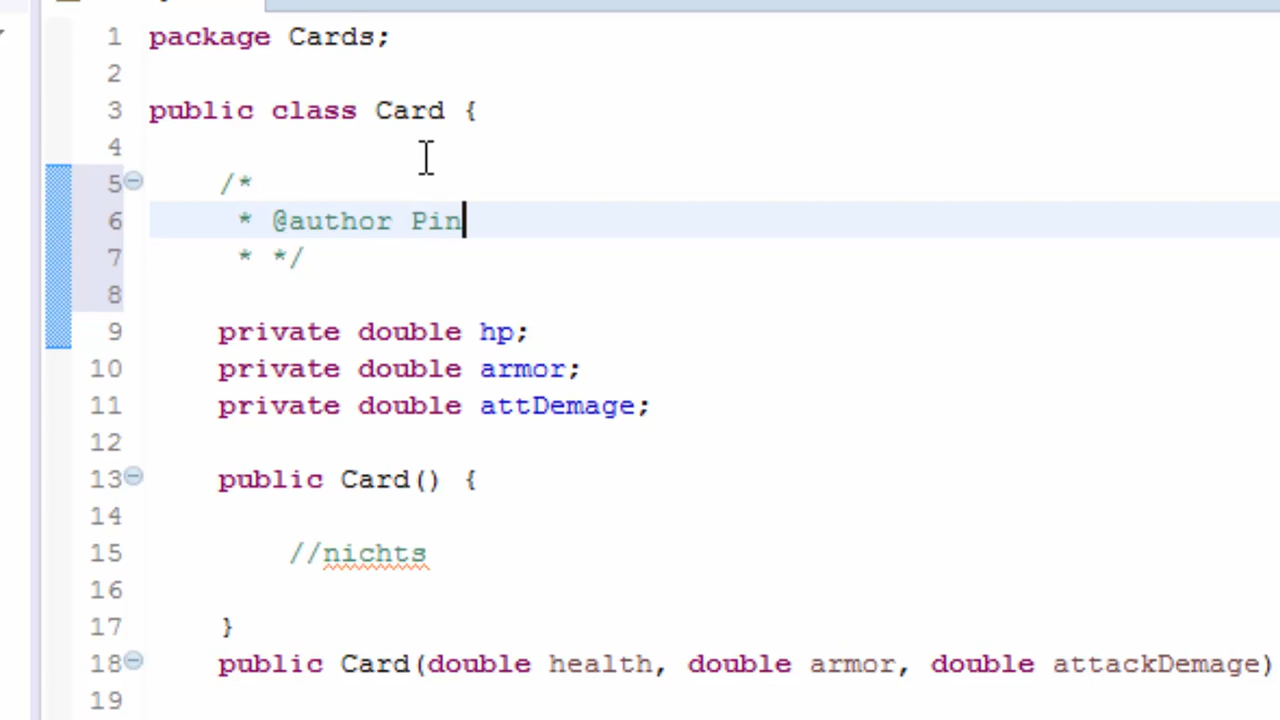 1 package Cards;
2
3 public class Card {
4
5 /*
6 * @author Pin
7 * */
8
9 private double hp;
10 private double armor;
11 private double attDemage;
12
13 public Card() {
14
15 //nichts
16
17 }
18 public Card(double health, double armor, double attackDemage)
19